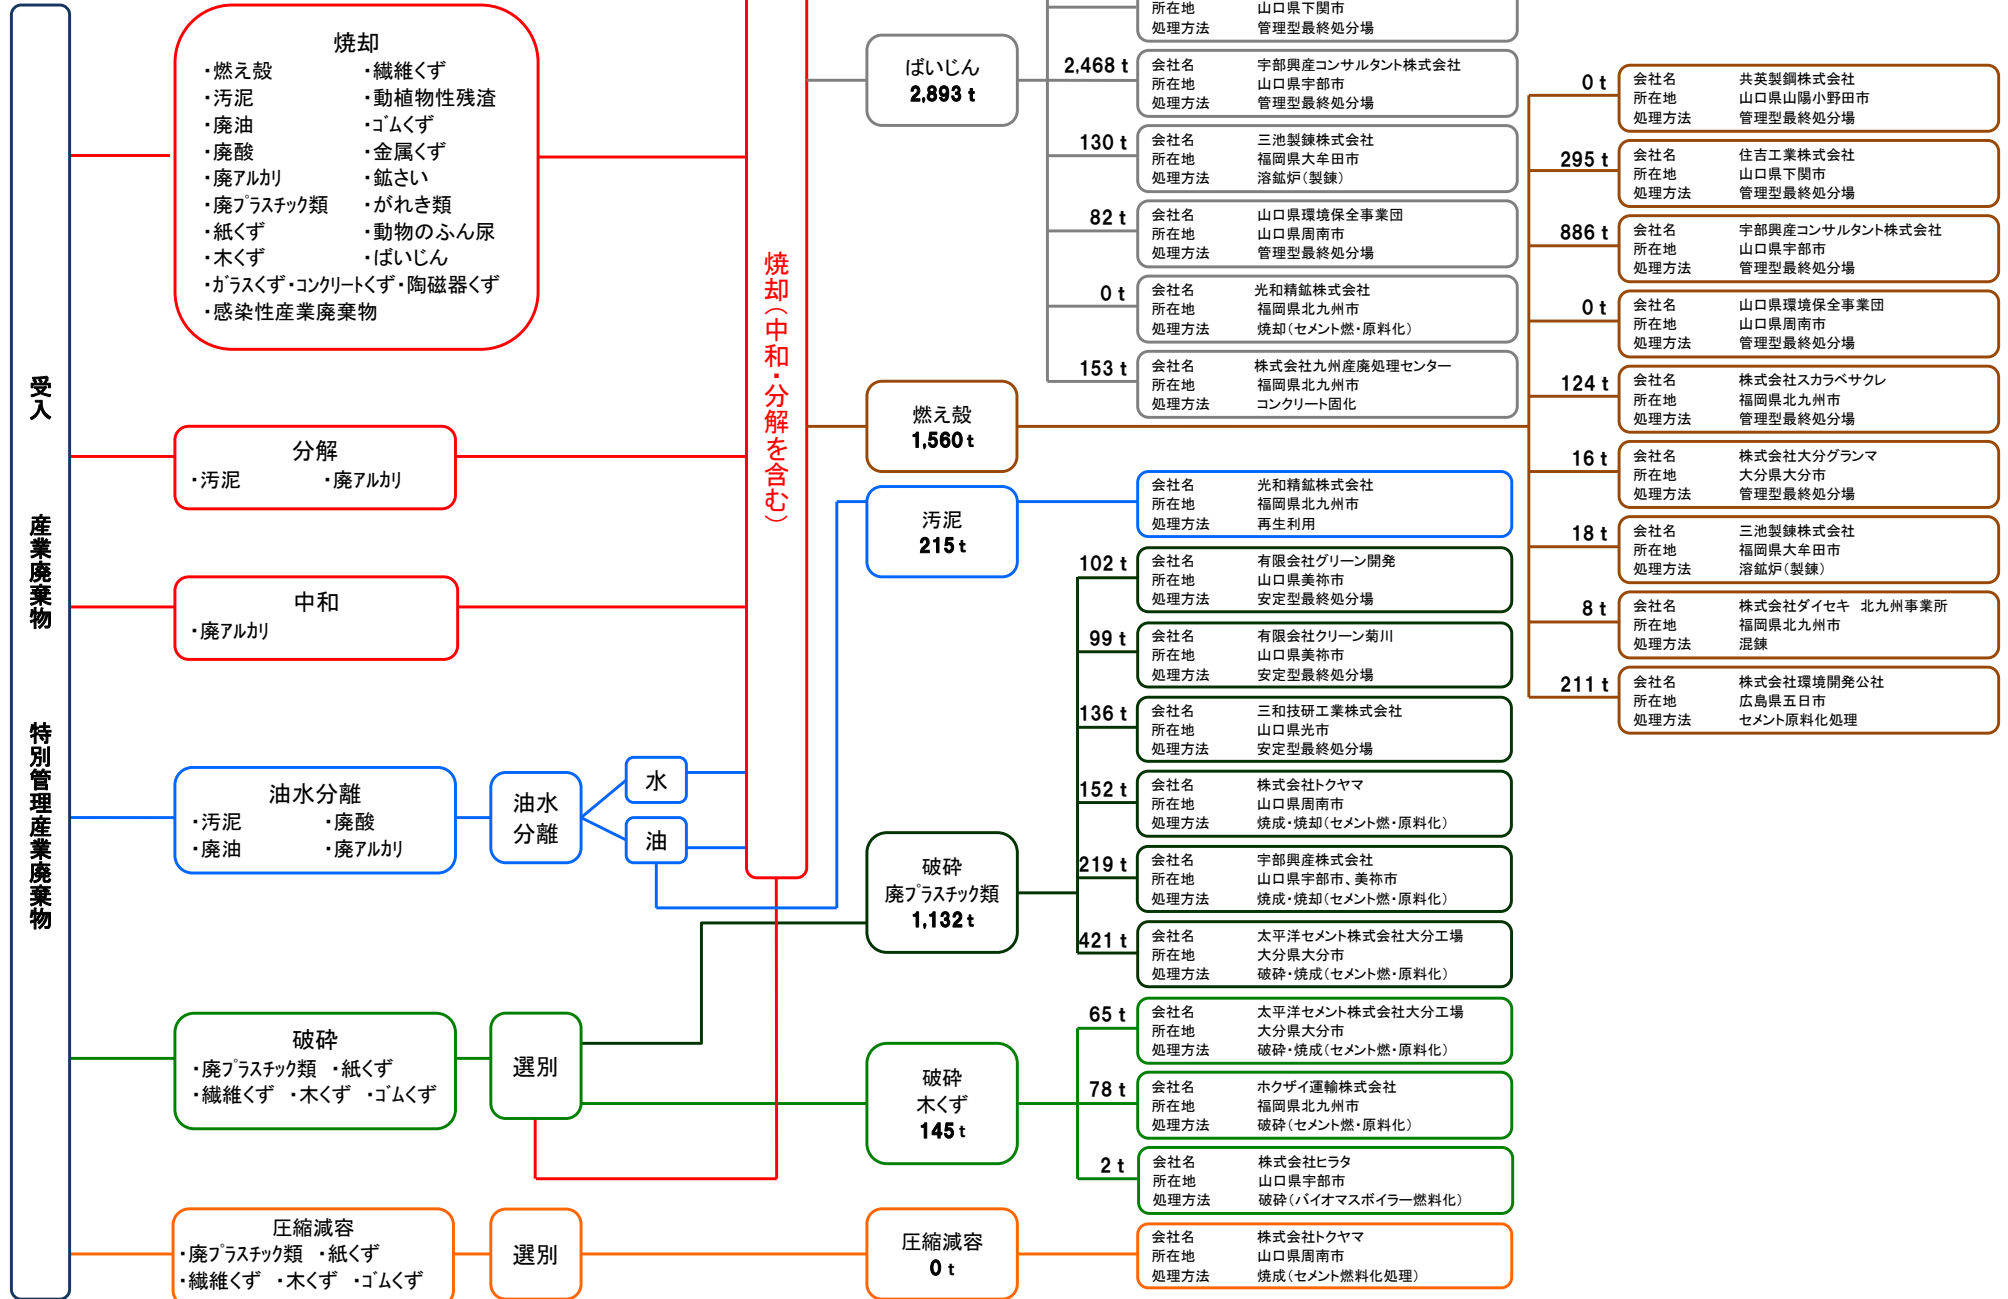 受入
産業廃棄物
特別管理産業廃棄物
焼却
・燃え殻 ・繊維くず
・汚泥 ・動植物性残渣
・廃油 ・ゴムくず
・廃酸 ・金属くず
・廃アルカリ ・鉱さい
・廃プラスチック類 ・がれき類
・紙くず ・動物のふん尿
・木くず ・ばいじん
・ガラスくず・コンクリートくず・陶磁器くず
・感染性産業廃棄物
分解
・汚泥 ・廃アルカリ
中和
・廃アルカリ
油水分離
・汚泥 ・廃酸
・廃油 ・廃アルカリ
油水
分離
水
油
破砕
・廃プラスチック類 ・紙くず
・繊維くず ・木くず ・ゴムくず
選別
圧縮減容
・廃プラスチック類 ・紙くず
・繊維くず ・木くず ・ゴムくず
選別
焼却（中和・分解を含む）
ばいじん
2,893 t
所在地 山口県下関市
処理方法 管理型最終処分場
2,468 t
会社名 宇部興産コンサルタント株式会社
所在地 山口県宇部市
処理方法 管理型最終処分場
130 t
会社名 三池製錬株式会社
所在地 福岡県大牟田市
処理方法 溶鉱炉（製錬）
82 t
会社名 山口県環境保全事業団
所在地 山口県周南市
処理方法 管理型最終処分場
0 t
会社名 光和精鉱株式会社
所在地 福岡県北九州市
処理方法 焼却（セメント燃・原料化）
153 t
会社名 株式会社九州産廃処理センター
所在地 福岡県北九州市
処理方法 コンクリート固化
燃え殻
1,560 t
0 t
会社名 共英製鋼株式会社
所在地 山口県山陽小野田市
処理方法 管理型最終処分場
295 t
会社名 住吉工業株式会社
所在地 山口県下関市
処理方法 管理型最終処分場
886 t
会社名 宇部興産コンサルタント株式会社
所在地 山口県宇部市
処理方法 管理型最終処分場
0 t
会社名 山口県環境保全事業団
所在地 山口県周南市
処理方法 管理型最終処分場
124 t
会社名 株式会社スカラベサクレ
所在地 福岡県北九州市
処理方法 管理型最終処分場
16 t
会社名 株式会社大分グランマ
所在地 大分県大分市
処理方法 管理型最終処分場
18 t
会社名 三池製錬株式会社
所在地 福岡県大牟田市
処理方法 溶鉱炉（製錬）
8 t
会社名 株式会社ダイセキ 北九州事業所
所在地 福岡県北九州市
処理方法 混錬
211 t
会社名 株式会社環境開発公社
所在地 広島県五日市
処理方法 セメント原料化処理
汚泥
215 t
会社名 光和精鉱株式会社
所在地 福岡県北九州市
処理方法 再生利用
破砕
廃プラスチック類
1,132 t
102 t
会社名 有限会社グリーン開発
所在地 山口県美祢市
処理方法 安定型最終処分場
99 t
会社名 有限会社クリーン菊川
所在地 山口県美祢市
処理方法 安定型最終処分場
136 t
会社名 三和技研工業株式会社
所在地 山口県光市
処理方法 安定型最終処分場
152 t
会社名 株式会社トクヤマ
所在地 山口県周南市
処理方法 焼成・焼却（セメント燃・原料化）
219 t
会社名 宇部興産株式会社
所在地 山口県宇部市、美祢市
処理方法 焼成・焼却（セメント燃・原料化）
421 t
会社名 太平洋セメント株式会社大分工場
所在地 大分県大分市
処理方法 破砕・焼成（セメント燃・原料化）
破砕
木くず
145 t
65 t
会社名 太平洋セメント株式会社大分工場
所在地 大分県大分市
処理方法 破砕・焼成（セメント燃・原料化）
78 t
会社名 ホクザイ運輸株式会社
所在地 福岡県北九州市
処理方法 破砕（セメント燃・原料化）
2 t
会社名 株式会社ヒラタ
所在地 山口県宇部市
処理方法 破砕（バイオマスボイラー燃料化）
圧縮減容
0 t
会社名 株式会社トクヤマ
所在地 山口県周南市
処理方法 焼成（セメント燃料化処理）